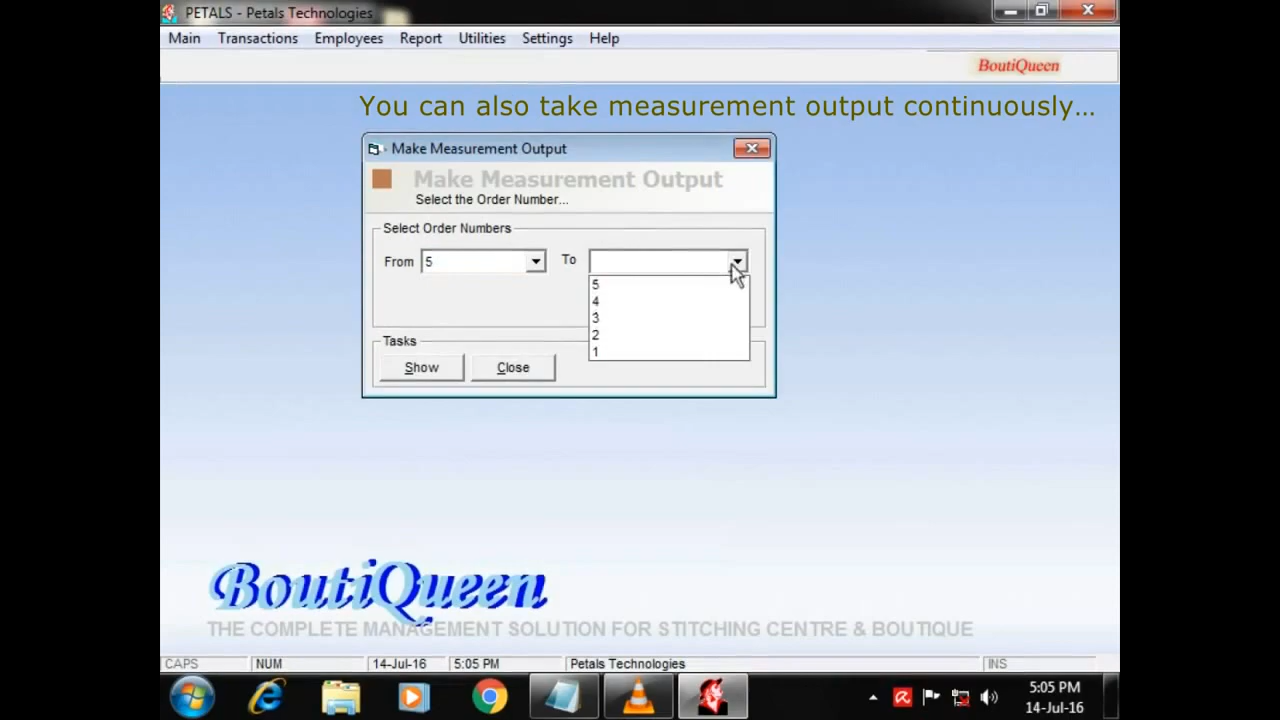 PETALS - Petals Technologies
Main Transactions Employees Report Utilities Settings Help
BoutiQueen
You can also take measurement output continuously...
Make Measurement Output
Make Measurement Output
Select the Order Number...
Select Order Numbers
From 5 To
5
4
3
2
1
Tasks
Show Close
BoutiQueen
THE COMPLETE MANAGEMENT SOLUTION FOR STITCHING CENTRE & BOUTIQUE
CAPS NUM 14-Jul-16 5:05 PM Petals Technologies INS
5:05 PM
14-Jul-16